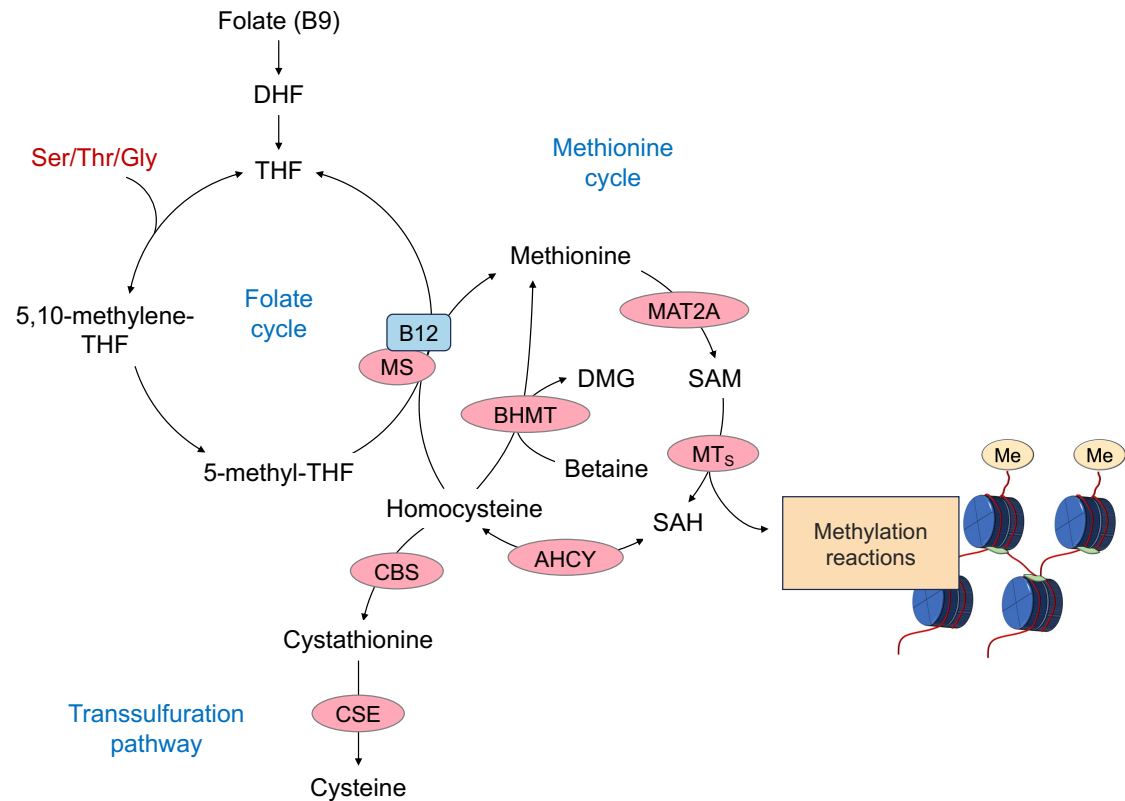 Folate (B9)
DHF
Ser/Thr/Gly
THF
Methionine
cycle
Methionine
5,10-methylene-
THF
Folate
cycle
B12
MS
MAT2A
DMG
SAM
BHMT
5-methyl-THF
Betaine
MTS
Me
Me
Homocysteine
SAH
Methylation
reactions
CBS
AHCY
Cystathionine
Transsulfuration
pathway
CSE
Cysteine